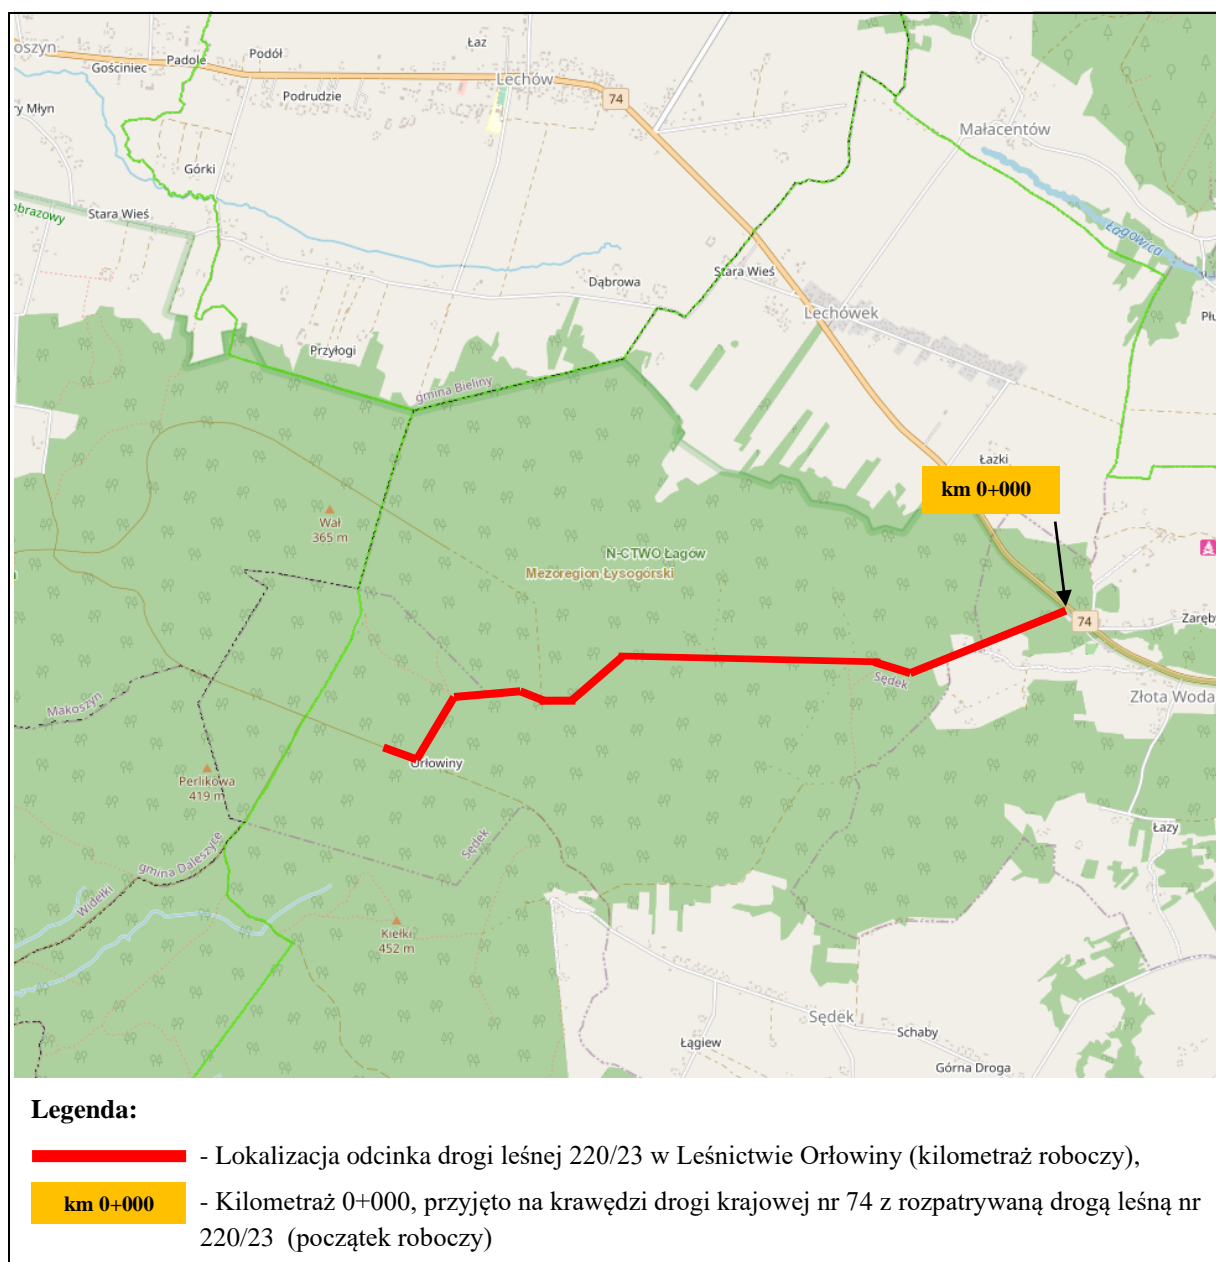 oszyn
Gościniec
Padole
Podół
Łaz
Lechów
Podrudzie
74
ry Młyn
Małacentów
Górki
Łagowica
obrazowy
Stara Wieś
Dąbrowa
Stara Wieś
Lechówek
Płu
Przyłogi
gmina Bieliny
Łazki
km 0+000
Wał
365 m
N-CTWO Łagów
Mezoregion Łysogórski
74
Zaręby
Sędek
Złota Woda
Makoszyn
Orłowiny
Perlikowa
419 m
Łazy
Sędek
gmina Daleszyce
Widełki
Kiełki
452 m
Sędek
Schaby
Łągiew
Górna Droga
Legenda:
- Lokalizacja odcinka drogi leśnej 220/23 w Leśnictwie Orłowiny (kilometraż roboczy),
km 0+000
- Kilometraż 0+000, przyjęto na krawędzi drogi krajowej nr 74 z rozpatrywaną drogą leśną nr
220/23 (początek roboczy)